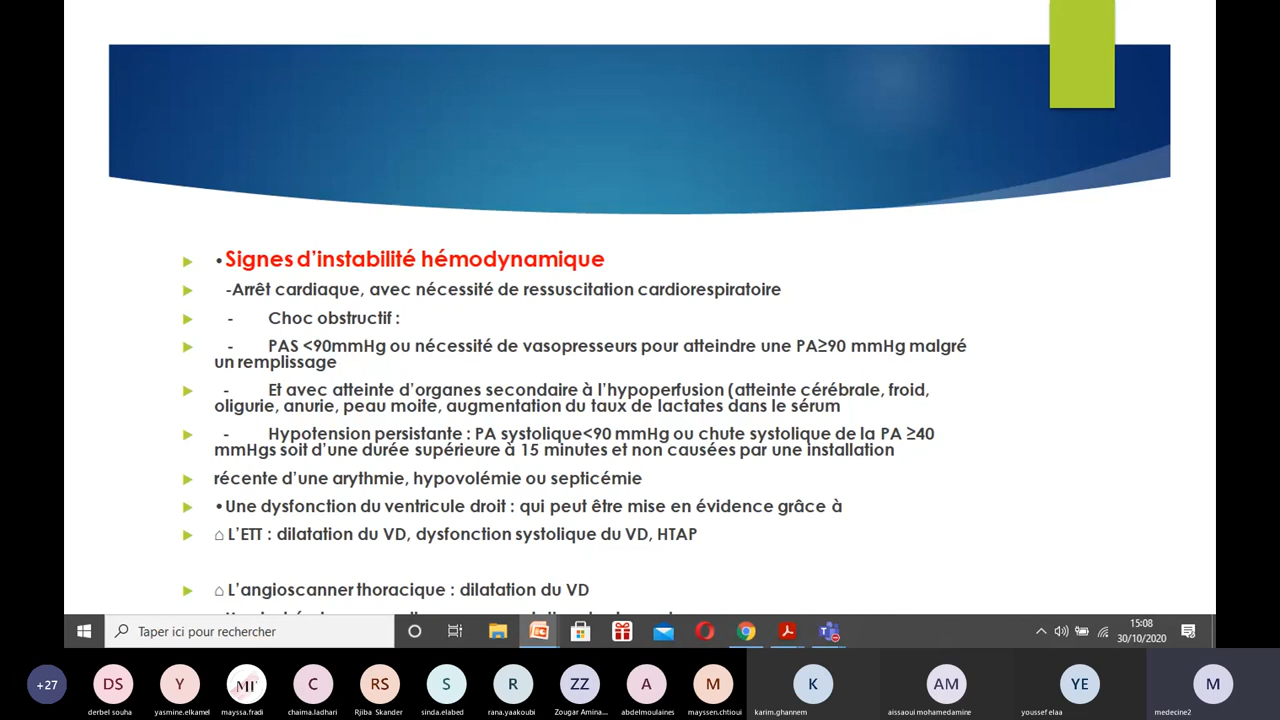 •Signes d’instabilité hémodynamique
-Arrêt cardiaque, avec nécessité de ressuscitation cardiorespiratoire
- Choc obstructif :
- PAS <90mmHg ou nécessité de vasopresseurs pour atteindre une PA≥90 mmHg malgré
un remplissage
- Et avec atteinte d’organes secondaire à l’hypoperfusion (atteinte cérébrale, froid,
oligurie, anurie, peau moite, augmentation du taux de lactates dans le sérum
- Hypotension persistante : PA systolique<90 mmHg ou chute systolique de la PA ≥40
mmHgs soit d’une durée supérieure à 15 minutes et non causées par une installation
récente d’une arythmie, hypovolémie ou septicémie
•Une dysfonction du ventricule droit : qui peut être mise en évidence grâce à
⌂ L’ETT : dilatation du VD, dysfonction systolique du VD, HTAP
⌂ L’angioscanner thoracique : dilatation du VD
Taper ici pour rechercher
15:08
30/10/2020
+27
DS
Y
MF
C
RS
S
R
ZZ
A
M
K
AM
YE
M
derbel souha
yasmine.elkamel
mayssa.fradi
chaima.ladhari
Rjiba Skander
sinda.elabed
rana.yaakoubi
Zougar Amina...
abdelmoulaines
mayssen.chtioui
karim.ghannem
aissaoui mohamedamine
youssef elaa
medecine2